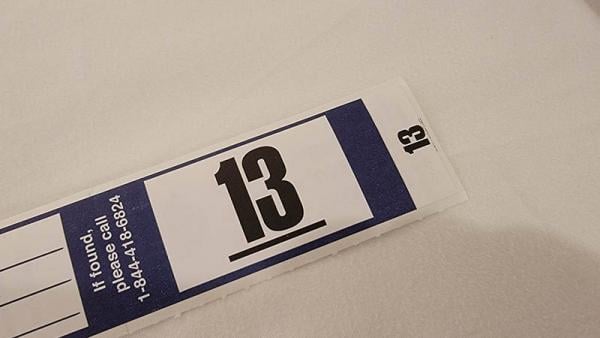 If found,
please call
1-844-418-6824
13
13